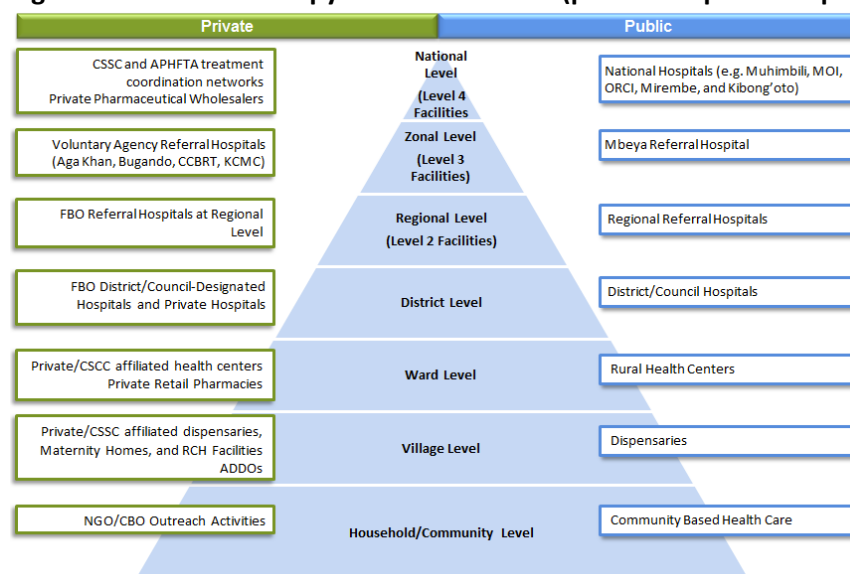 Private
Public
CSSC and APHFTA treatment
coordination networks
Private Pharmaceutical Wholesalers
National
Level
(Level 4
Facilities
National Hospitals (e.g. Muhimbili, MOI,
ORCI, Mirembe, and Kibong'oto)
Voluntary Agency Referral Hospitals
(Aga Khan, Bugando, CCBRT, KCMC)
Zonal Level
(Level 3
Facilities)
Mbeya Referral Hospital
FBO Referral Hospitals at Regional
Level
Regional Level
(Level 2 Facilities)
Regional Referral Hospitals
FBO District/Council-Designated
Hospitals and Private Hospitals
District Level
District/Council Hospitals
Private/CSCC affiliated health centers
Private Retail Pharmacies
Ward Level
Rural Health Centers
Private/CSSC affiliated dispensaries,
Maternity Homes, and RCH Facilities
ADDOs
Village Level
Dispensaries
NGO/CBO Outreach Activities
Household/Community Level
Community Based Health Care